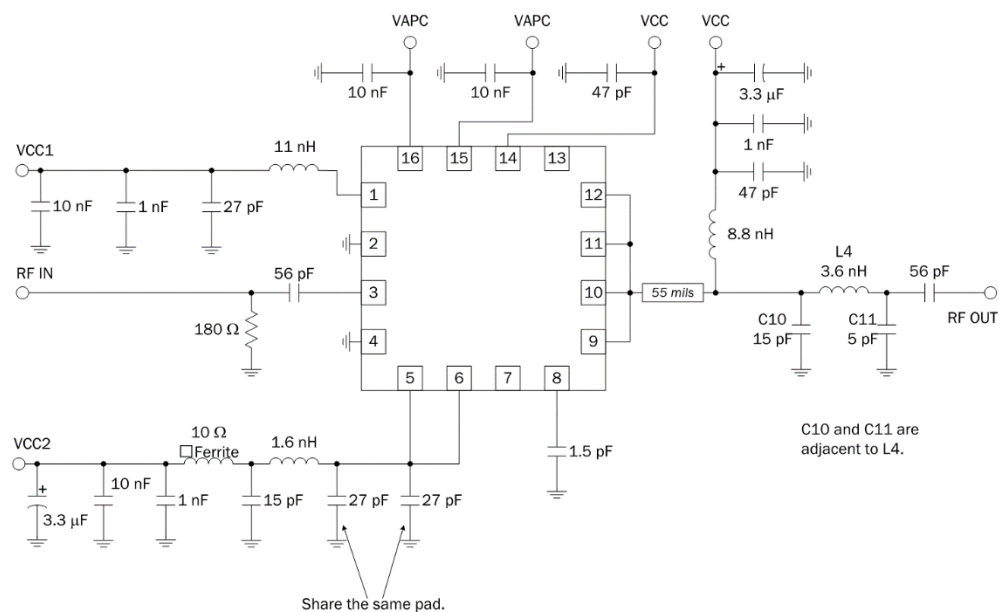 VAPC
VAPC
VCC
VCC
10 nF
10 nF
47 pF
+
3.3 µF
1 nF
47 pF
8.8 nH
VCC1
11 nH
10 nF
1 nF
27 pF
16
15
14
13
1
2
3
4
12
11
10
9
5
6
7
8
RF IN
56 pF
180 Ω
55 mils
L4
3.6 nH
56 pF
C10
15 pF
C11
5 pF
RF OUT
C10 and C11 are
adjacent to L4.
VCC2
10 Ω
Ferrite
1.6 nH
1.5 pF
+
3.3 µF
10 nF
1 nF
15 pF
27 pF
27 pF
Share the same pad.